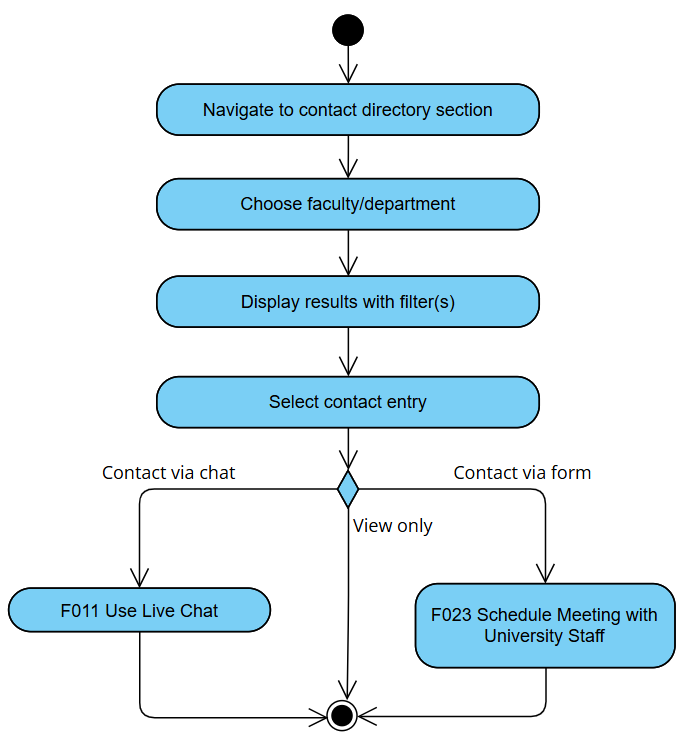 Navigate to contact directory section
Choose faculty/department
Display results with filter(s)
Select contact entry
Contact via chat
Contact via form
View only
F011 Use Live Chat
F023 Schedule Meeting with
University Staff